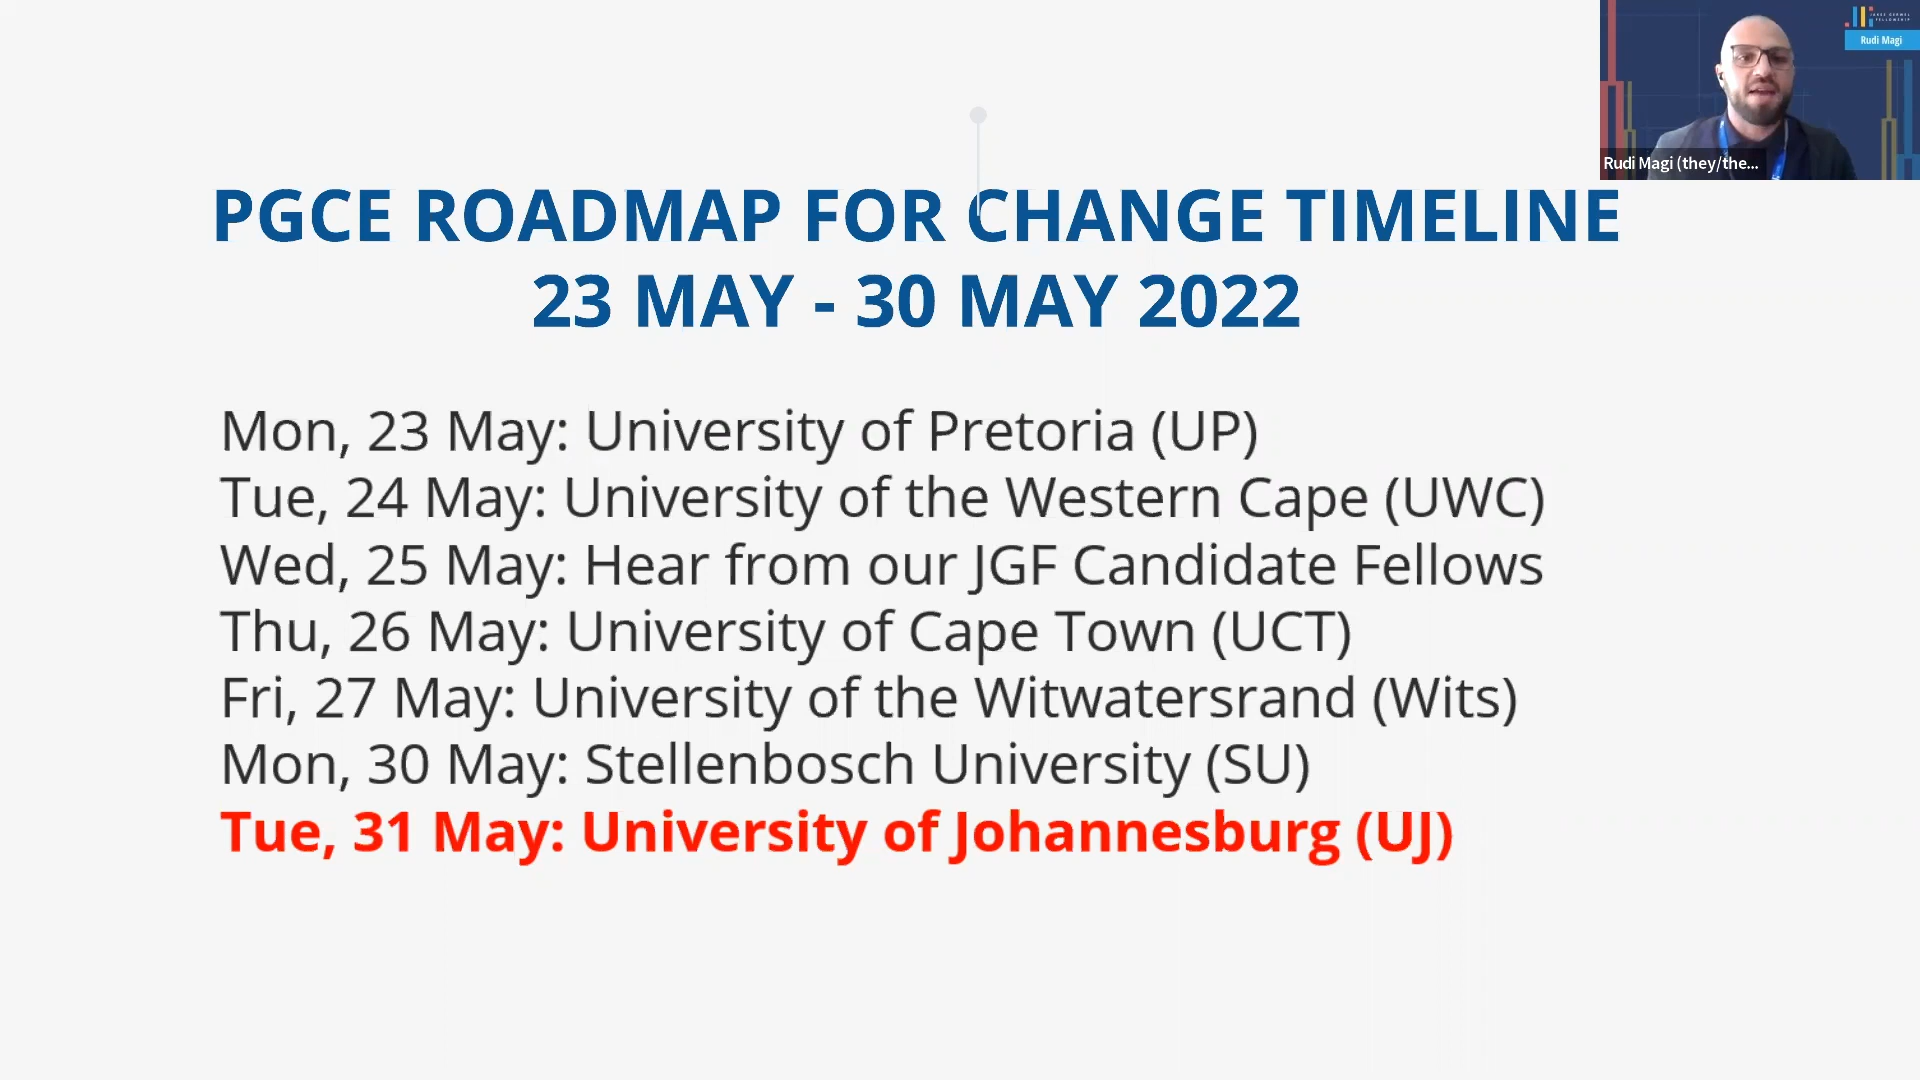 JAKES GERWEL
FELLOWSHIP
Rudi Magi
Rudi Magi (they/the...
PGCE ROADMAP FOR CHANGE TIMELINE
23 MAY - 30 MAY 2022
Mon, 23 May: University of Pretoria (UP)
Tue, 24 May: University of the Western Cape (UWC)
Wed, 25 May: Hear from our JGF Candidate Fellows
Thu, 26 May: University of Cape Town (UCT)
Fri, 27 May: University of the Witwatersrand (Wits)
Mon, 30 May: Stellenbosch University (SU)
Tue, 31 May: University of Johannesburg (UJ)